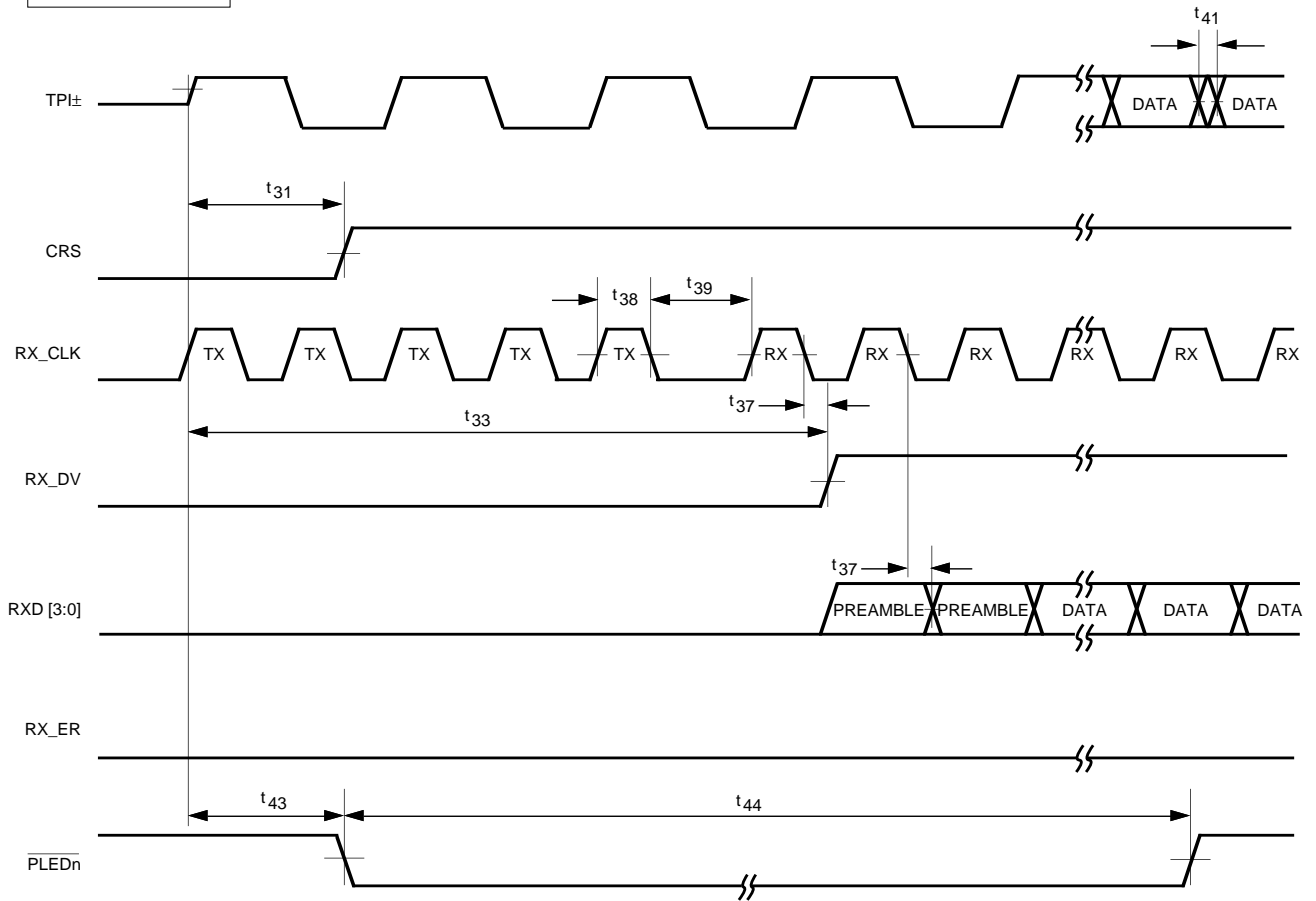 t41
TPI± DATA DATA
t31
CRS
t38 t39
RX_CLK TX TX TX TX TX RX RX RX RX RX RX
t37
t33
RX_DV
t37
RXD [3:0] PREAMBLE PREAMBLE DATA DATA DATA
RX_ER
t43 t44
PLEDn